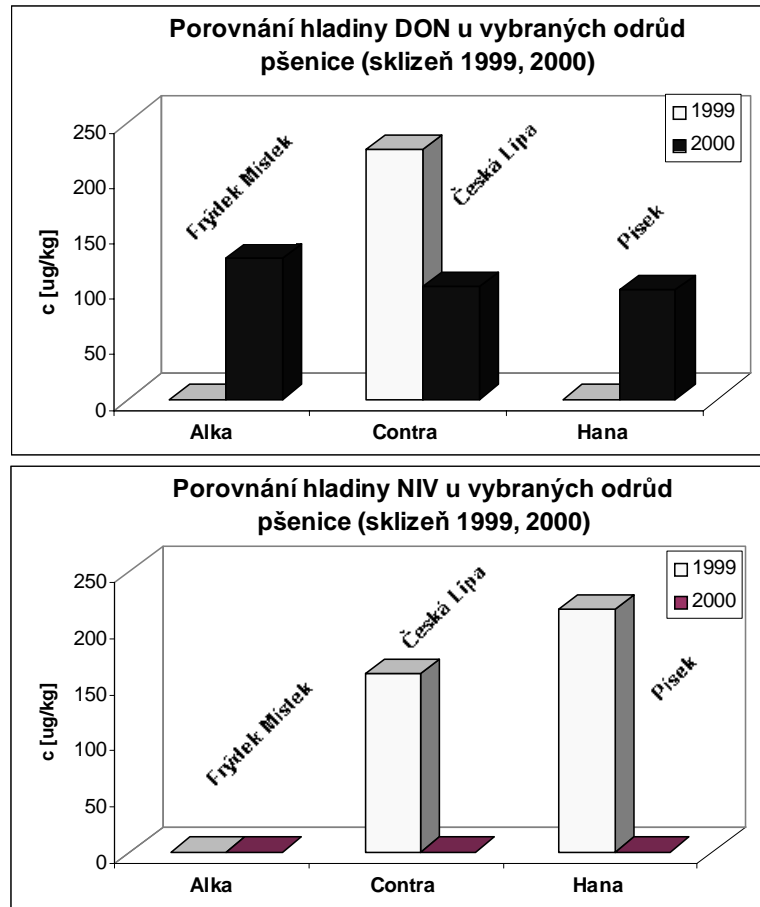 Porovnání hladiny DON u vybraných odrůd
pšenice (sklizeň 1999, 2000)
1999
2000
250
200
150
100
50
0
c [ug/kg]
Frýdek Místek
Česká Lípa
Písek
Alka
Contra
Hana
Porovnání hladiny NIV u vybraných odrůd
pšenice (sklizeň 1999, 2000)
1999
2000
250
200
150
100
50
0
c [ug/kg]
Frýdek Místek
Česká Lípa
Písek
Alka
Contra
Hana